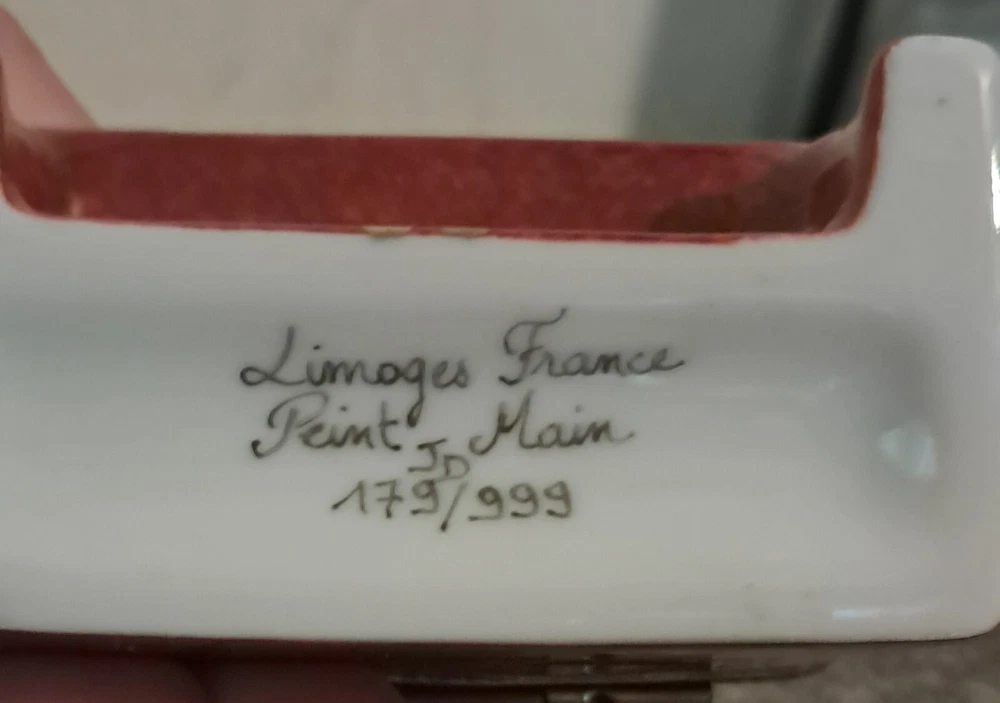 Limoges France
Peint Main
JD
179/999